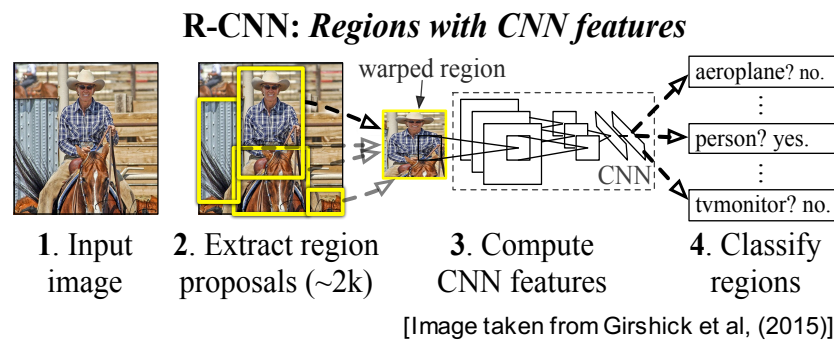 R-CNN: Regions with CNN features
warped region
aeroplane? no.
⋮
person? yes.
⋮
tvmonitor? no.
CNN
1. Input
image
2. Extract region
proposals (~2k)
3. Compute
CNN features
4. Classify
regions
[Image taken from Girshick et al, (2015)]